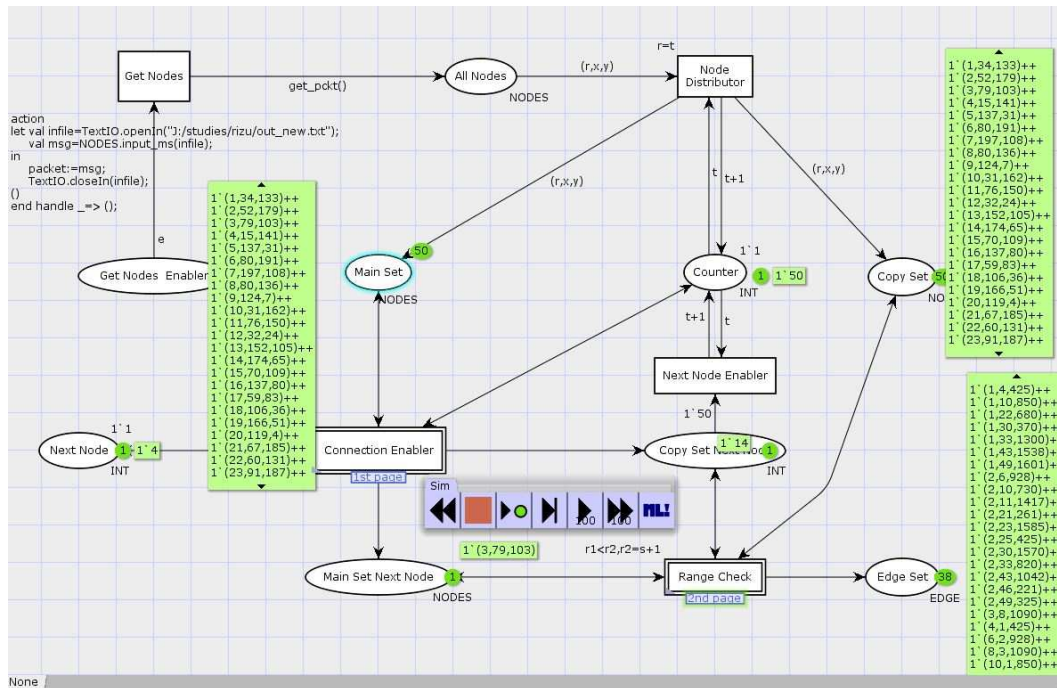 r=t
Get Nodes
get_pckt()
All Nodes
NODES
(r,x,y)
Node
Distributor
action
let val infile=TextIO.openIn("J:/studies/rizu/out_new.txt");
val msg=NODES.input_ms(infile);
in
packet:=msg;
TextIO.closeIn(infile);
()
end handle _=> ();
e
Get Nodes Enabler
1`(1,34,133)++
1`(2,52,179)++
1`(3,79,103)++
1`(4,15,141)++
1`(5,137,31)++
1`(6,80,191)++
1`(7,197,108)++
1`(8,80,136)++
1`(9,124,7)++
1`(10,31,162)++
1`(11,76,150)++
1`(12,32,24)++
1`(13,152,105)++
1`(14,174,65)++
1`(15,70,109)++
1`(16,137,80)++
1`(17,59,83)++
1`(18,106,36)++
1`(19,166,51)++
1`(20,119,4)++
1`(21,67,185)++
1`(22,60,131)++
1`(23,91,187)++
(r,x,y)
Main Set
50
NODES
t
t+1
(r,x,y)
1`1
Counter
1
1`50
INT
Copy Set
50
NO
1`(1,34,133)++
1`(2,52,179)++
1`(3,79,103)++
1`(4,15,141)++
1`(5,137,31)++
1`(6,80,191)++
1`(7,197,108)++
1`(8,80,136)++
1`(9,124,7)++
1`(10,31,162)++
1`(11,76,150)++
1`(12,32,24)++
1`(13,152,105)++
1`(14,174,65)++
1`(15,70,109)++
1`(16,137,80)++
1`(17,59,83)++
1`(18,106,36)++
1`(19,166,51)++
1`(20,119,4)++
1`(21,67,185)++
1`(22,60,131)++
1`(23,91,187)++
t+1
t
Next Node Enabler
1`50
1`1
Next Node
1
1`4
INT
Connection Enabler
1st page
Copy Set Next Node
1`14
1
INT
Sim
100
100
ML!
1`(3,79,103)
r1<r2,r2=s+1
Main Set Next Node
1
NODES
Range Check
2nd page
Edge Set
38
EDGE
1`(1,4,425)++
1`(1,10,850)++
1`(1,22,680)++
1`(1,30,370)++
1`(1,33,1300)++
1`(1,43,1538)++
1`(1,49,1601)++
1`(2,6,928)++
1`(2,10,730)++
1`(2,11,1417)++
1`(2,21,261)++
1`(2,23,1585)++
1`(2,25,425)++
1`(2,30,1570)++
1`(2,33,820)++
1`(2,43,1042)++
1`(2,46,221)++
1`(2,49,325)++
1`(3,8,1090)++
1`(4,1,425)++
1`(6,2,928)++
1`(8,3,1090)++
1`(10,1,850)++
None